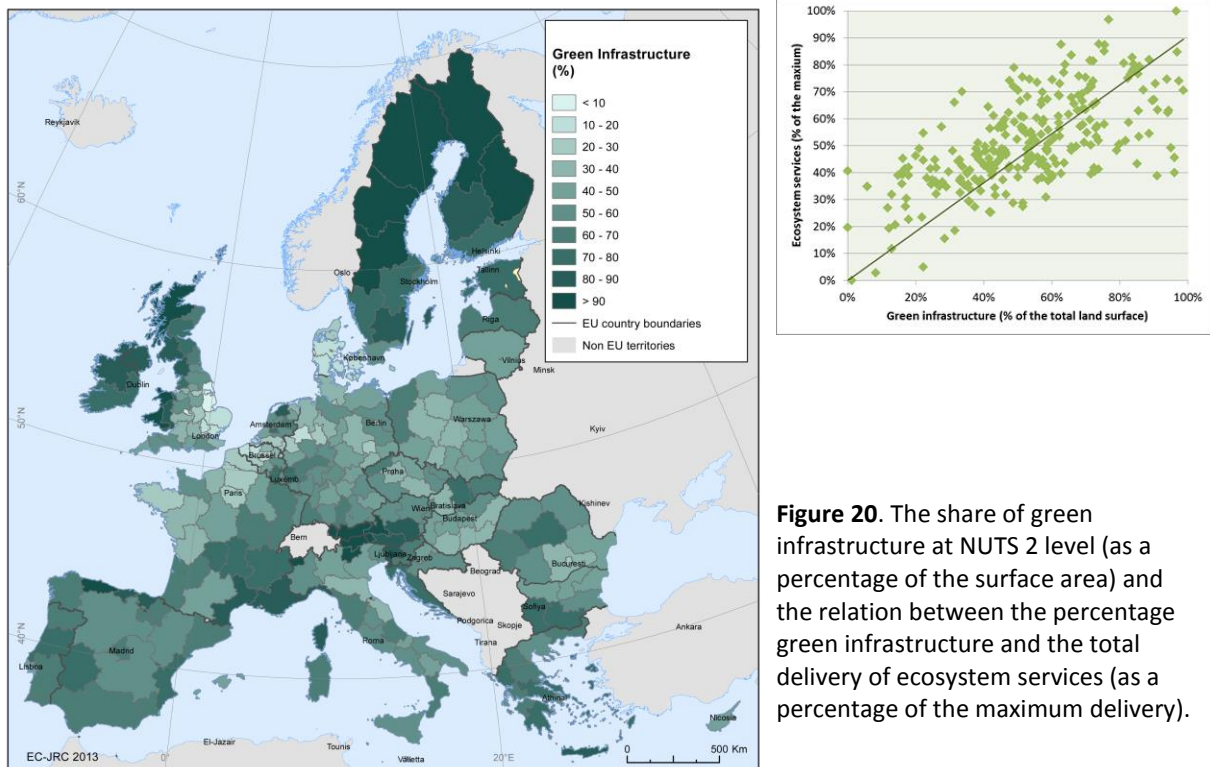 Green Infrastructure
(%)
< 10
10 - 20
20 - 30
30 - 40
40 - 50
50 - 60
60 - 70
70 - 80
80 - 90
> 90
EU country boundaries
Non EU territories
Reykjavik
60°N
50°N
40°N
Oslo
Helsinki
Tallinn
Stockholm
Riga
København
Vilnius
Minsk
Dublin
London
Amsterdam
Berlin
Warszawa
Kyiv
Brüssel
Luxemb.
Praha
Paris
Wien
Bratislava
Budapest
Kishinev
Bern
Ljubljana
Zagreb
Bucuresti
Beograd
Sarajevo
Sofiya
Podgorica
Skopje
Tirana
Ankara
Madrid
Lisboa
Roma
Athinai
Nicosia
El-Jazair
Tounis
Valletta
EC-JRC 2013
0°
20°E
0
500 Km
100%
90%
80%
70%
60%
50%
40%
30%
20%
10%
0%
Ecosystem services (% of the maxium)
0%
20%
40%
60%
80%
100%
Green infrastructure (% of the total land surface)
Figure 20. The share of green
infrastructure at NUTS 2 level (as a
percentage of the surface area) and
the relation between the percentage
green infrastructure and the total
delivery of ecosystem services (as a
percentage of the maximum delivery).